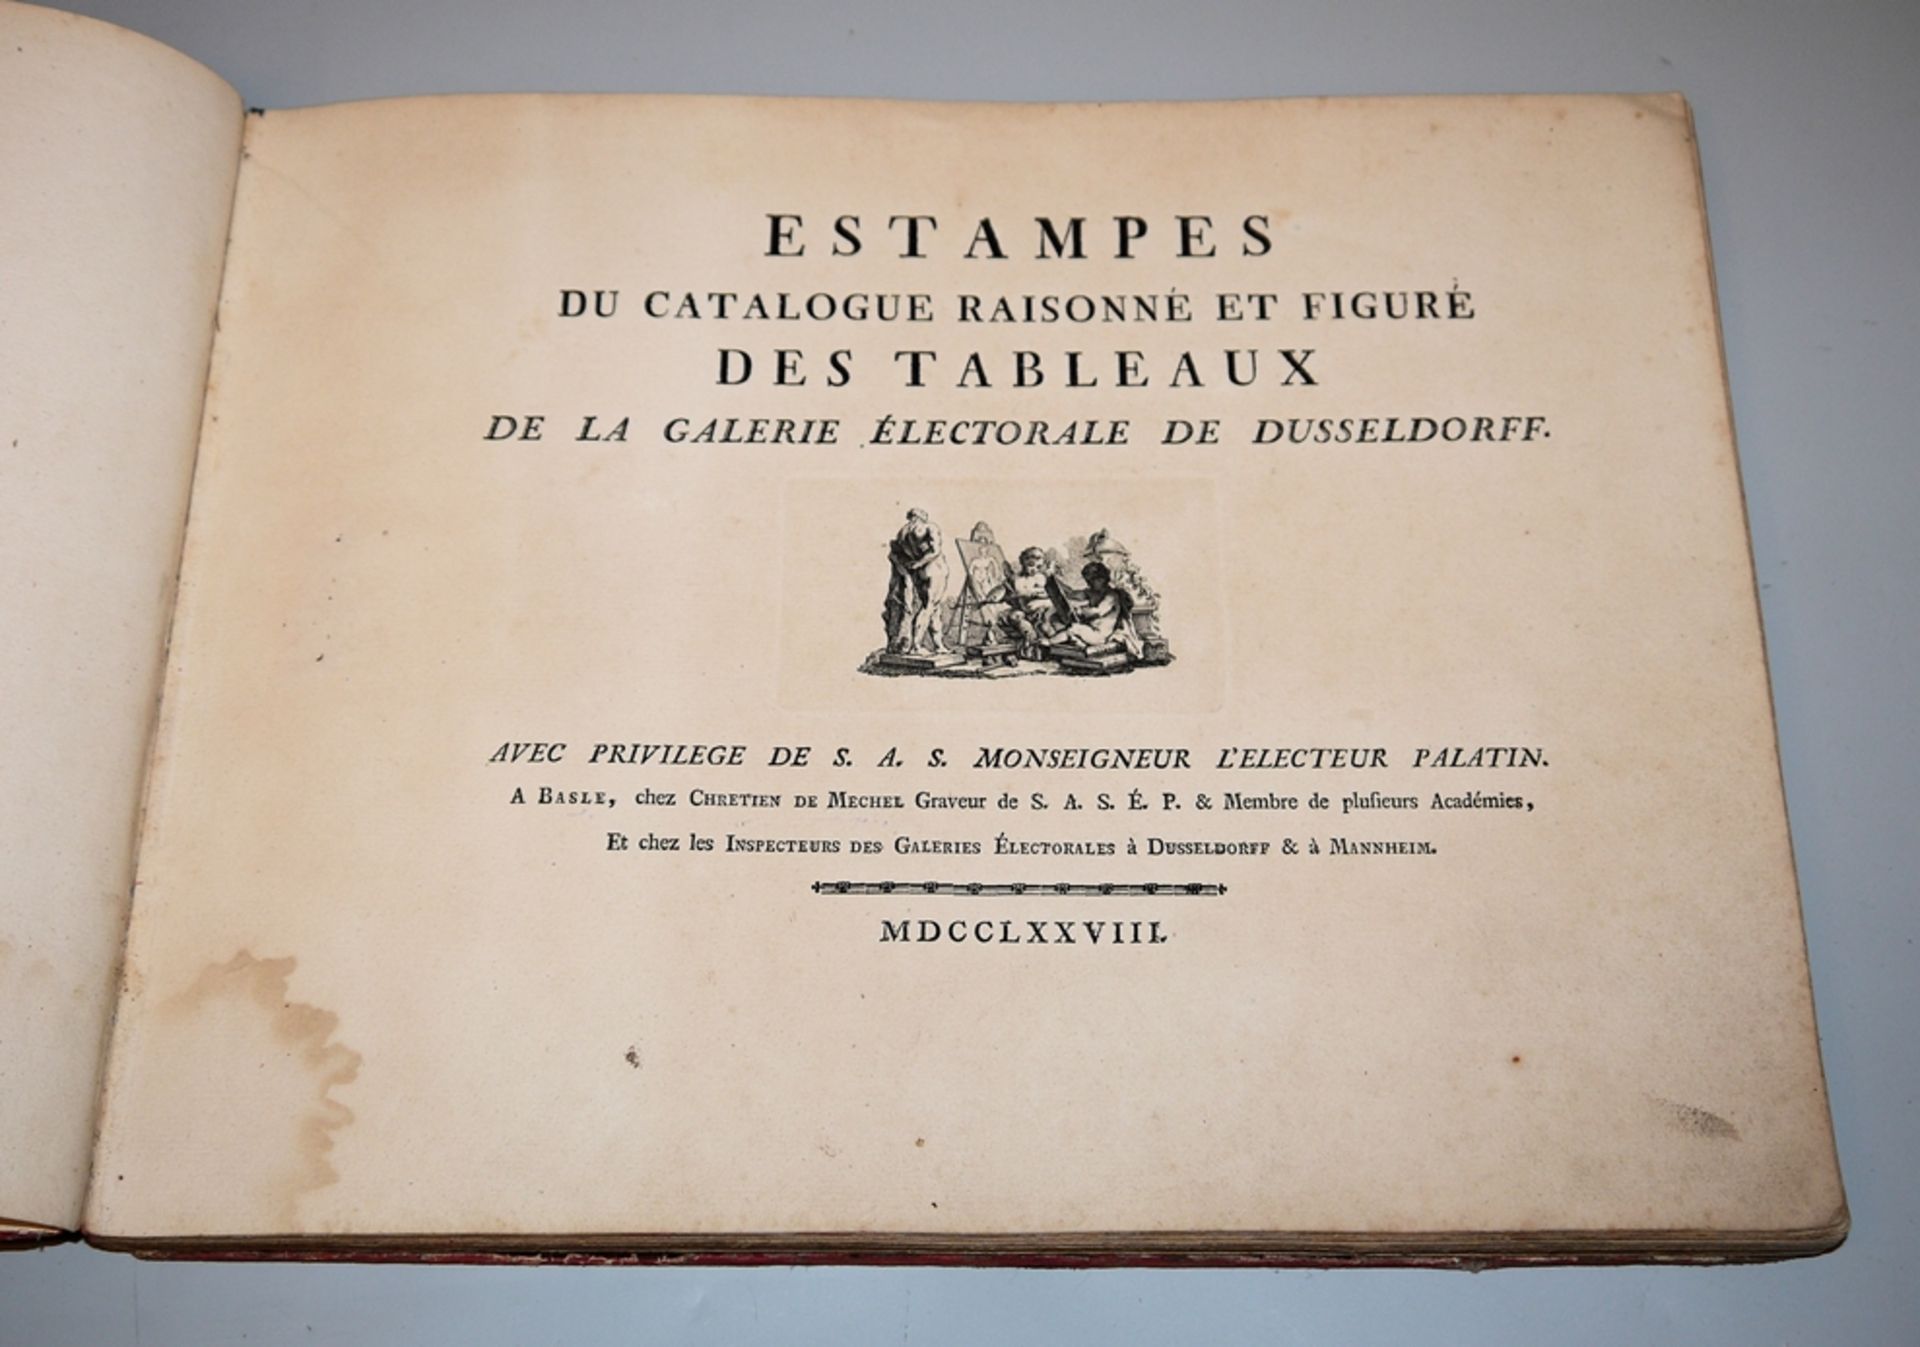 ESTAMPES
DU CATALOGUE RAISONNÉ ET FIGURÉ
DES TABLEAUX
DE LA GALERIE ÉLECTORALE DE DUSSELDORFF.
AVEC PRIVILEGE DE S. A. S. MONSEIGNEUR L'ELECTEUR PALATIN.
A BASLE, chez CHRETIEN DE MECHEL Graveur de S. A. S. É. P. & Membre de pluſieurs Académies,
Et chez les INSPECTEURS DES GALERIES ÉLECTORALES à DUSSELDORFF & à MANNHEIM.
MDCCLXXVIII.